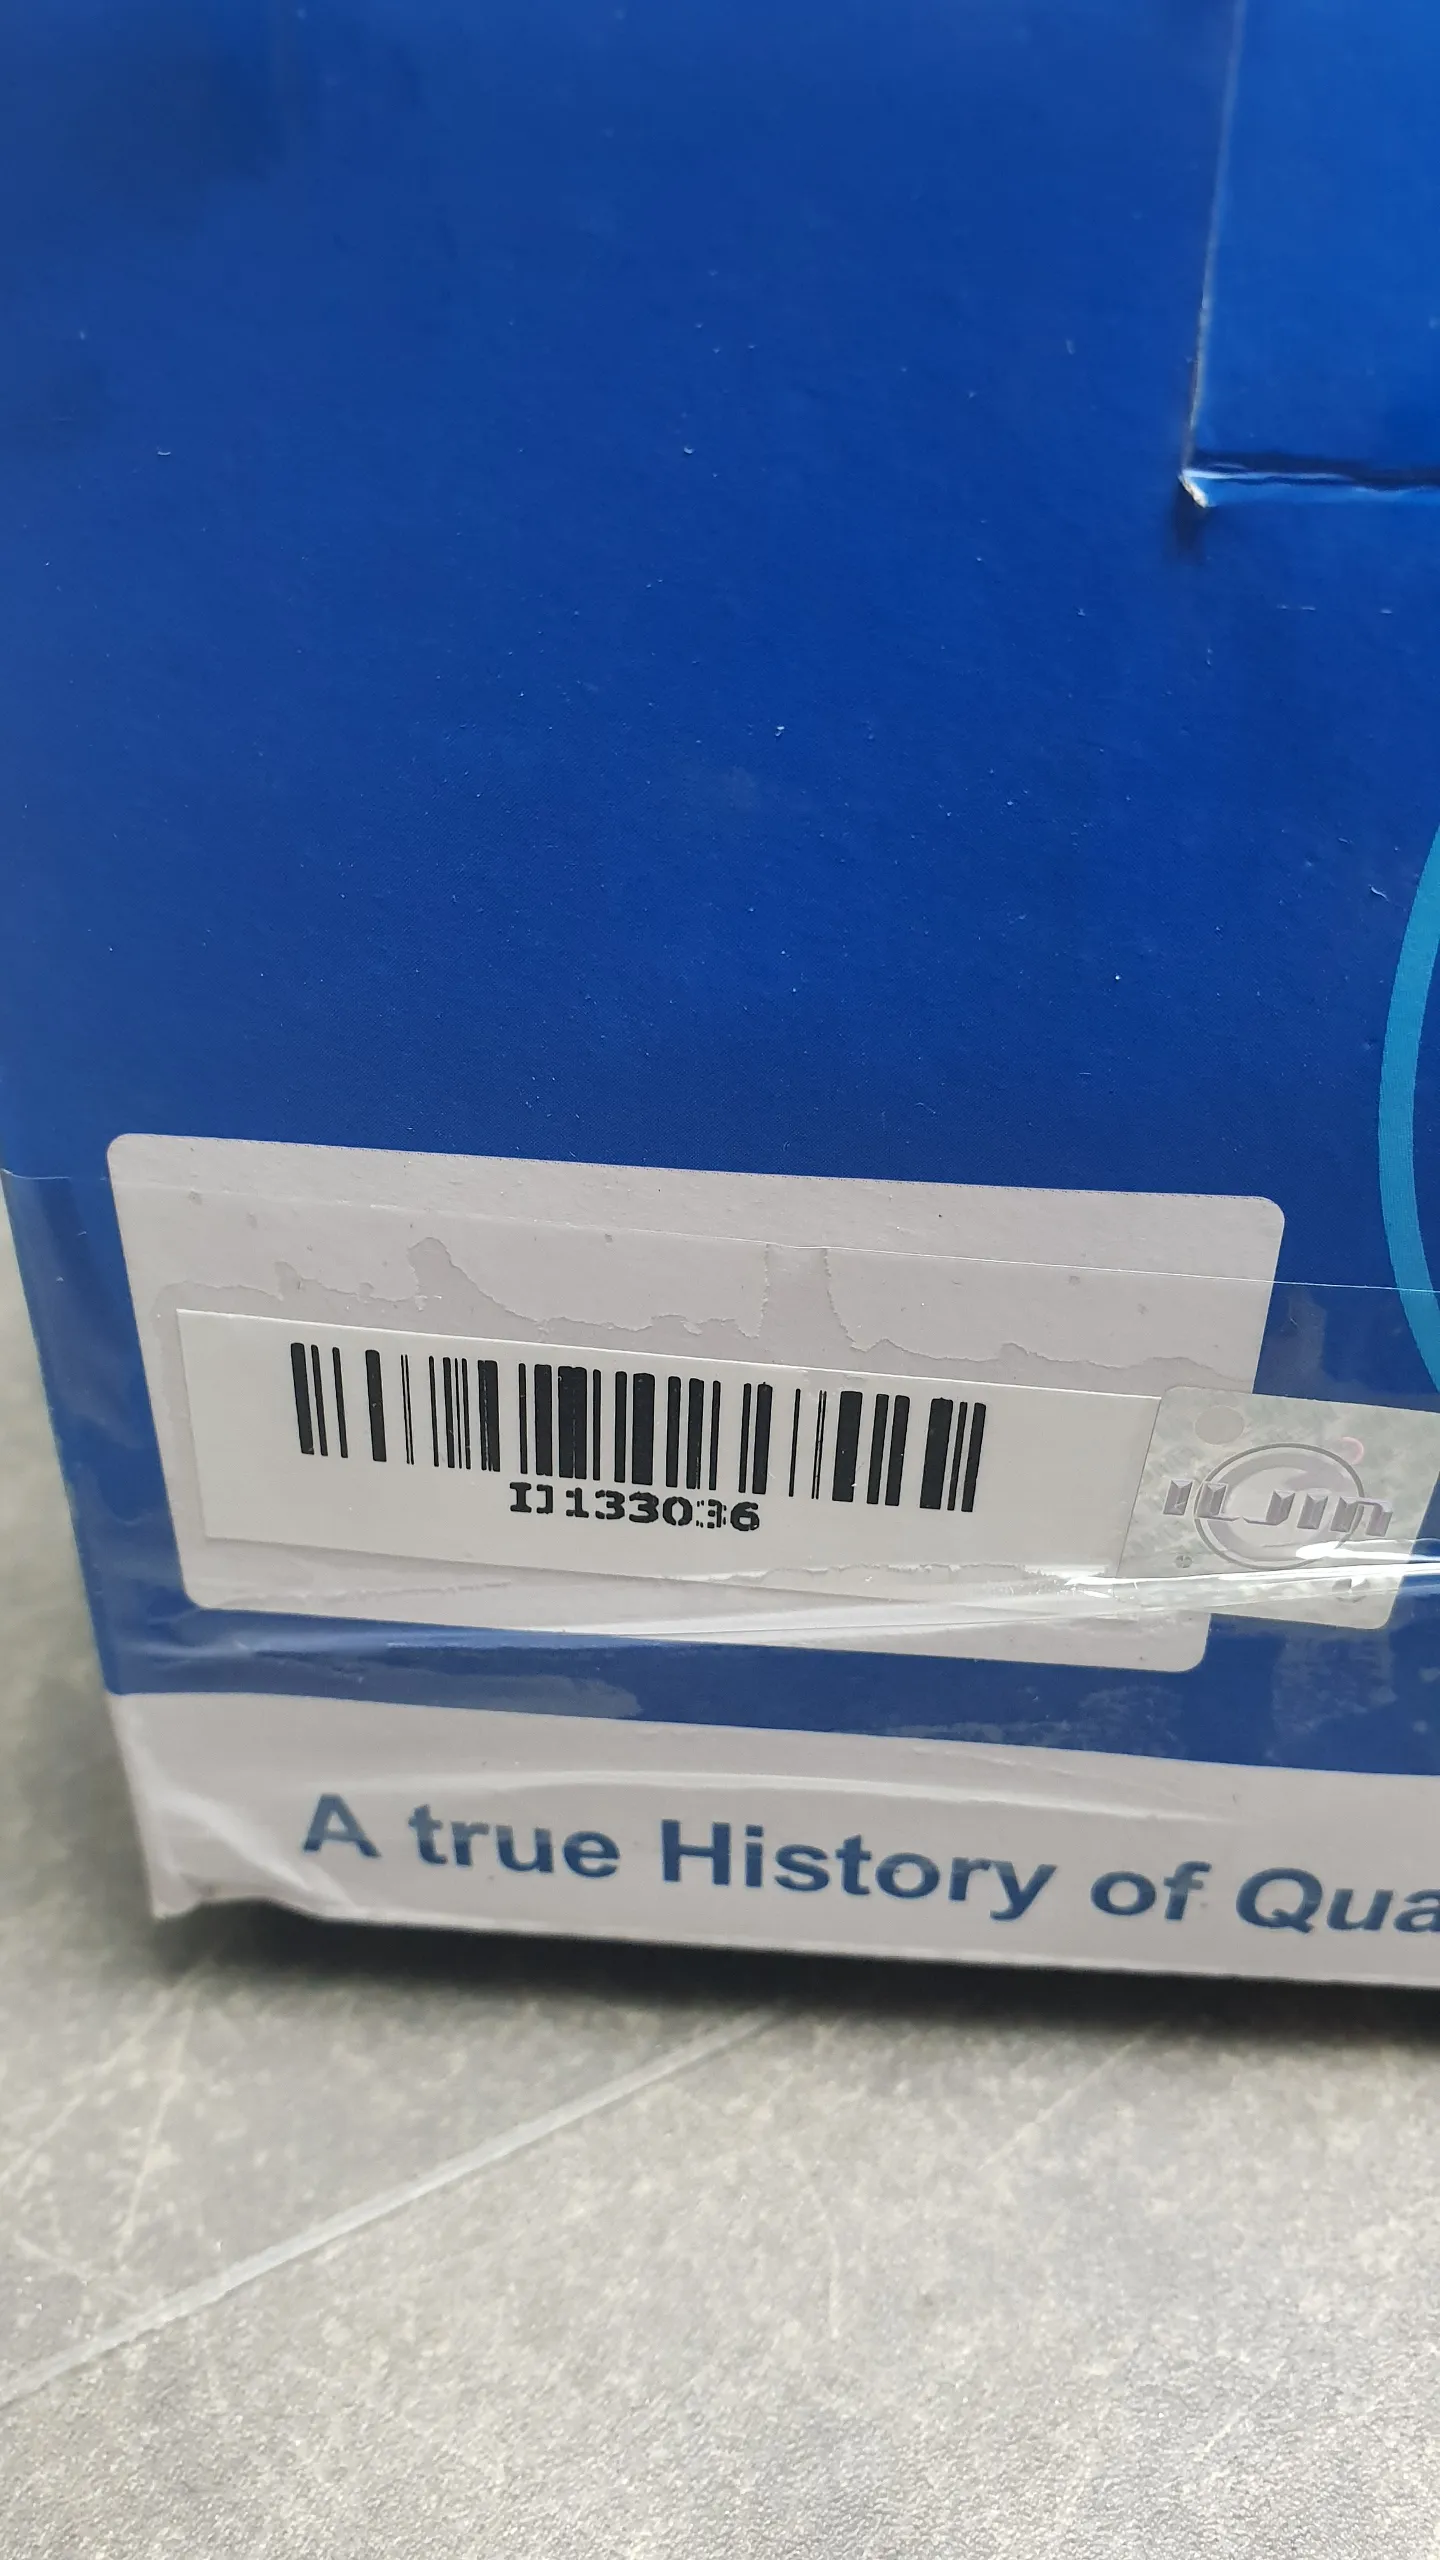 IJ133036
ILJIN
A true History of Qua